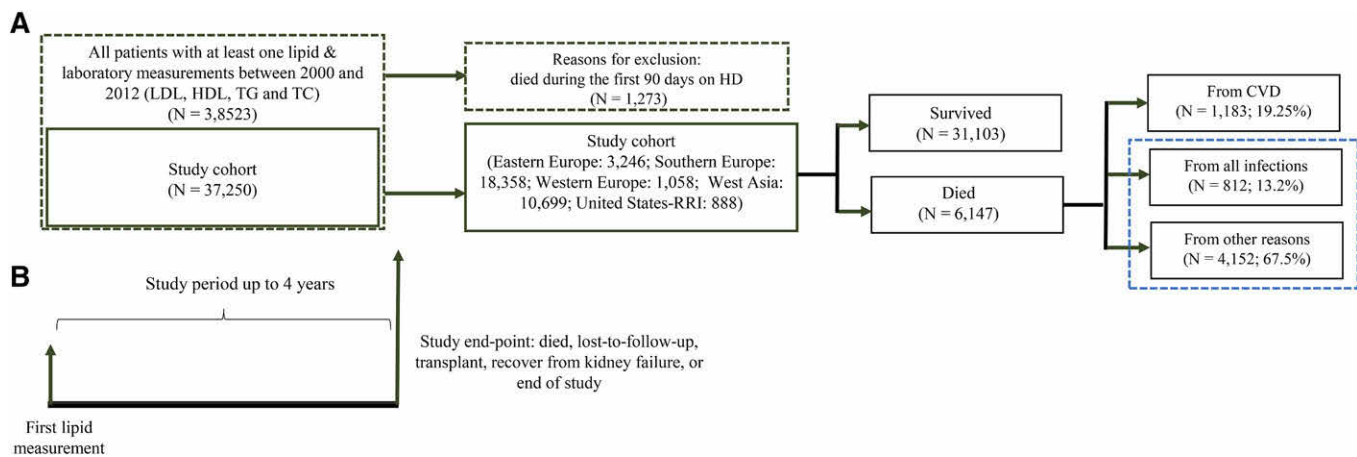 A
All patients with at least one lipid &
laboratory measurements between 2000 and
2012 (LDL, HDL, TG and TC)
(N = 3,8523)
Study cohort
(N = 37,250)
Reasons for exclusion:
died during the first 90 days on HD
(N = 1,273)
Study cohort
(Eastern Europe: 3,246; Southern Europe:
18,358; Western Europe: 1,058; West Asia:
10,699; United States-RRI: 888)
Survived
(N = 31,103)
Died
(N = 6,147)
From CVD
(N = 1,183; 19.25%)
From all infections
(N = 812; 13.2%)
From other reasons
(N = 4,152; 67.5%)
B
Study period up to 4 years
Study end-point: died, lost-to-follow-up,
transplant, recover from kidney failure, or
end of study
First lipid
measurement